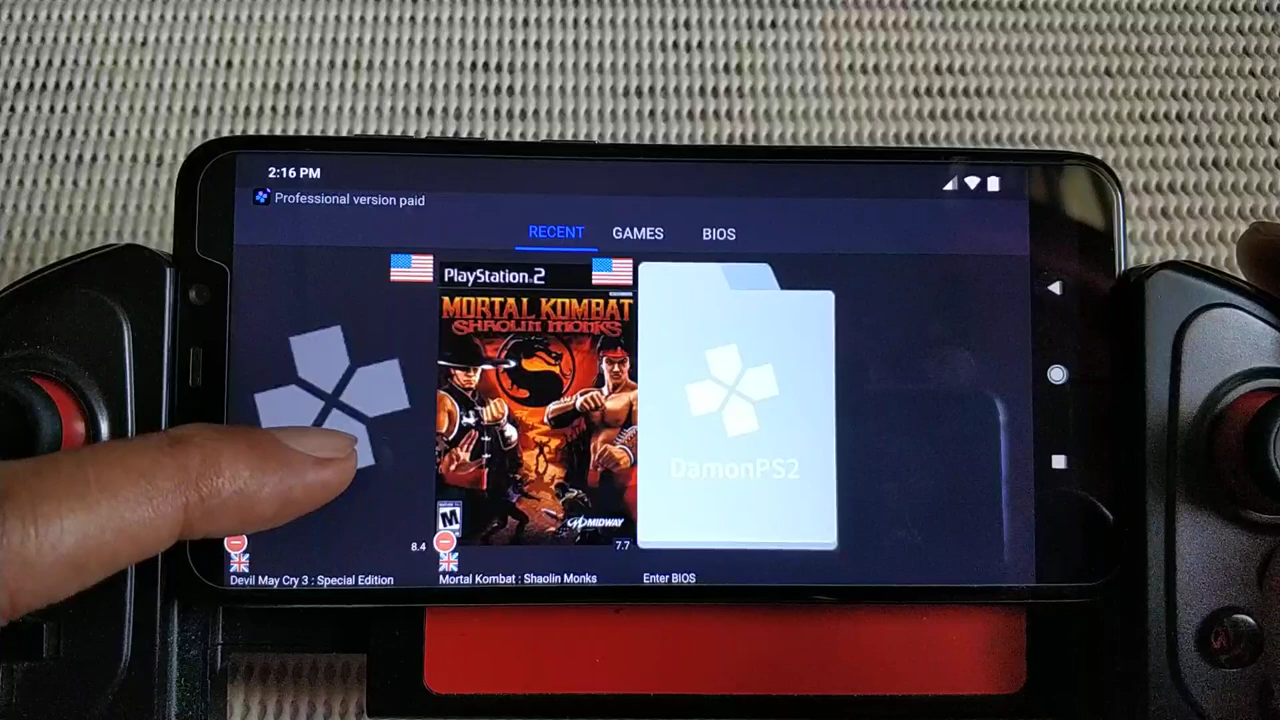 2:16 PM
Professional version paid
RECENT GAMES BIOS
PlayStation.2
MORTAL KOMBAT
SHAOLIN MONKS
M
MIDWAY
DamonPS2
8.4
7.7
Devil May Cry 3 : Special Edition
Mortal Kombat : Shaolin Monks
Enter BIOS